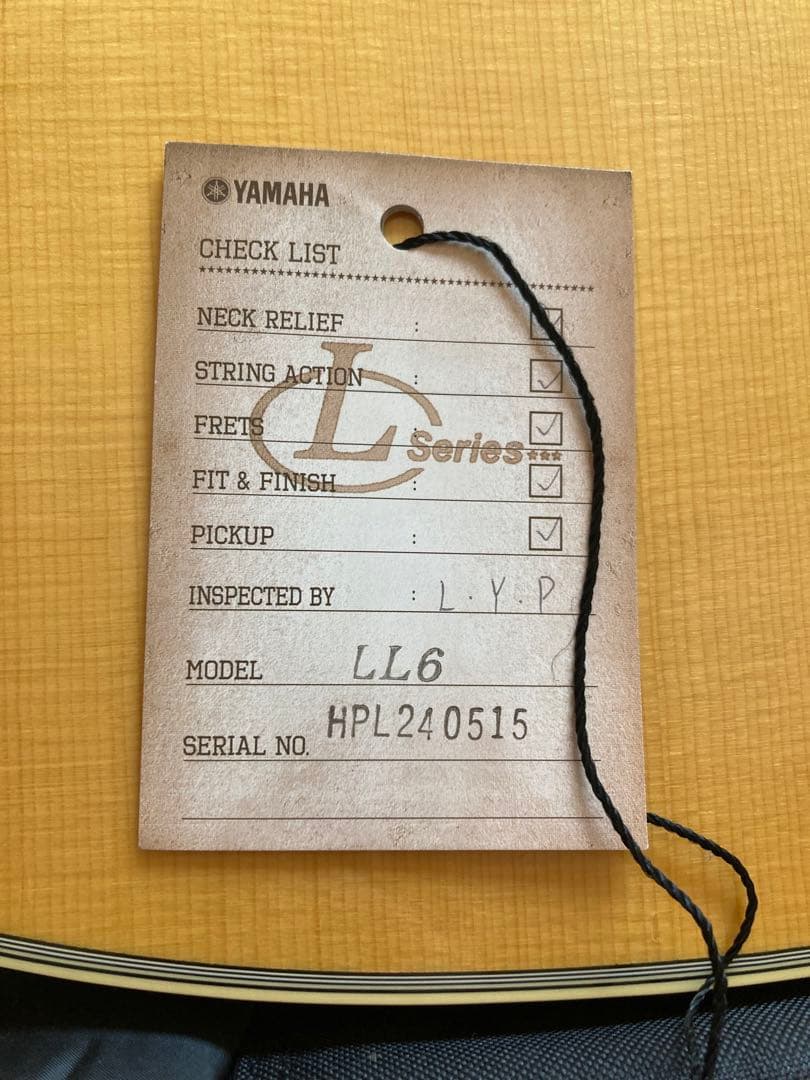 YAMAHA
CHECK LIST
************************************************
NECK RELIEF : ☑
STRING ACTION : ☑
FRETS : ☑
L Series***
FIT & FINISH : ☑
PICKUP : ☑
INSPECTED BY : L.Y.P
MODEL LL6
SERIAL NO. HPL240515